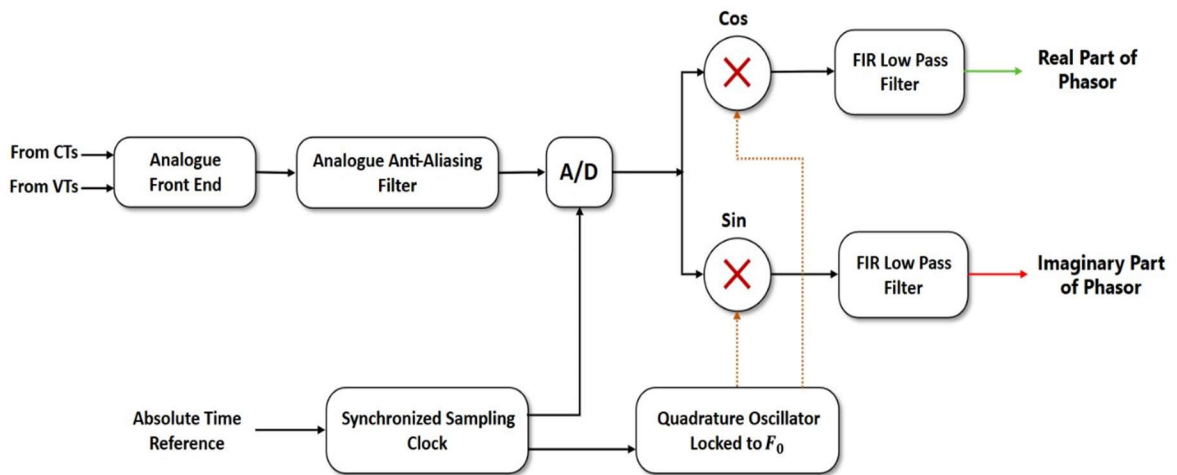 Cos
FIR Low Pass
Filter
Real Part of
Phasor
From CTs
From VTs
Analogue
Front End
Analogue Anti-Aliasing
Filter
A/D
Sin
FIR Low Pass
Filter
Imaginary Part
of Phasor
Absolute Time
Reference
Synchronized Sampling
Clock
Quadrature Oscillator
Locked to F₀